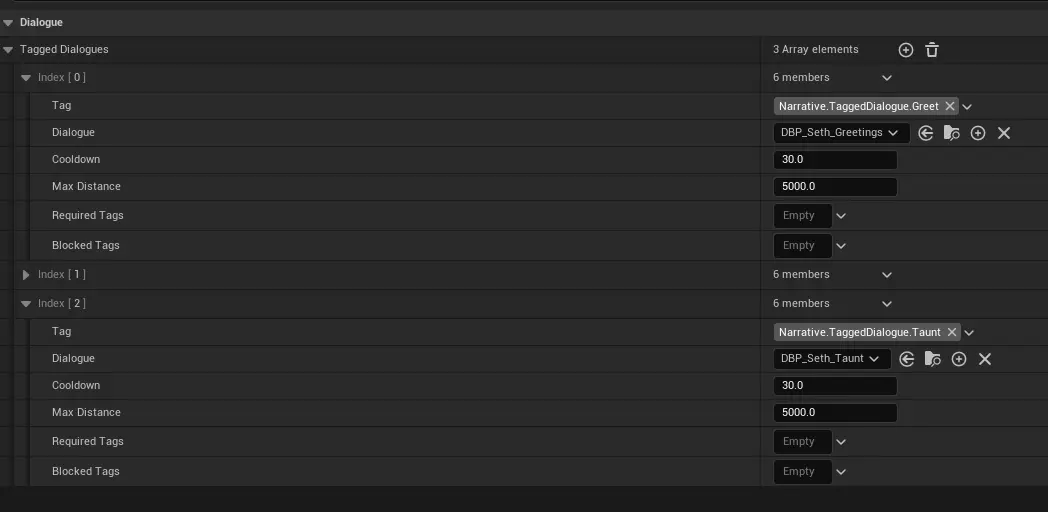 Dialogue
Tagged Dialogues 3 Array elements
Index [ 0 ] 6 members
Tag Narrative.TaggedDialogue.Greet
Dialogue DBP_Seth_Greetings
Cooldown 30.0
Max Distance 5000.0
Required Tags Empty
Blocked Tags Empty
Index [ 1 ] 6 members
Index [ 2 ] 6 members
Tag Narrative.TaggedDialogue.Taunt
Dialogue DBP_Seth_Taunt
Cooldown 30.0
Max Distance 5000.0
Required Tags Empty
Blocked Tags Empty